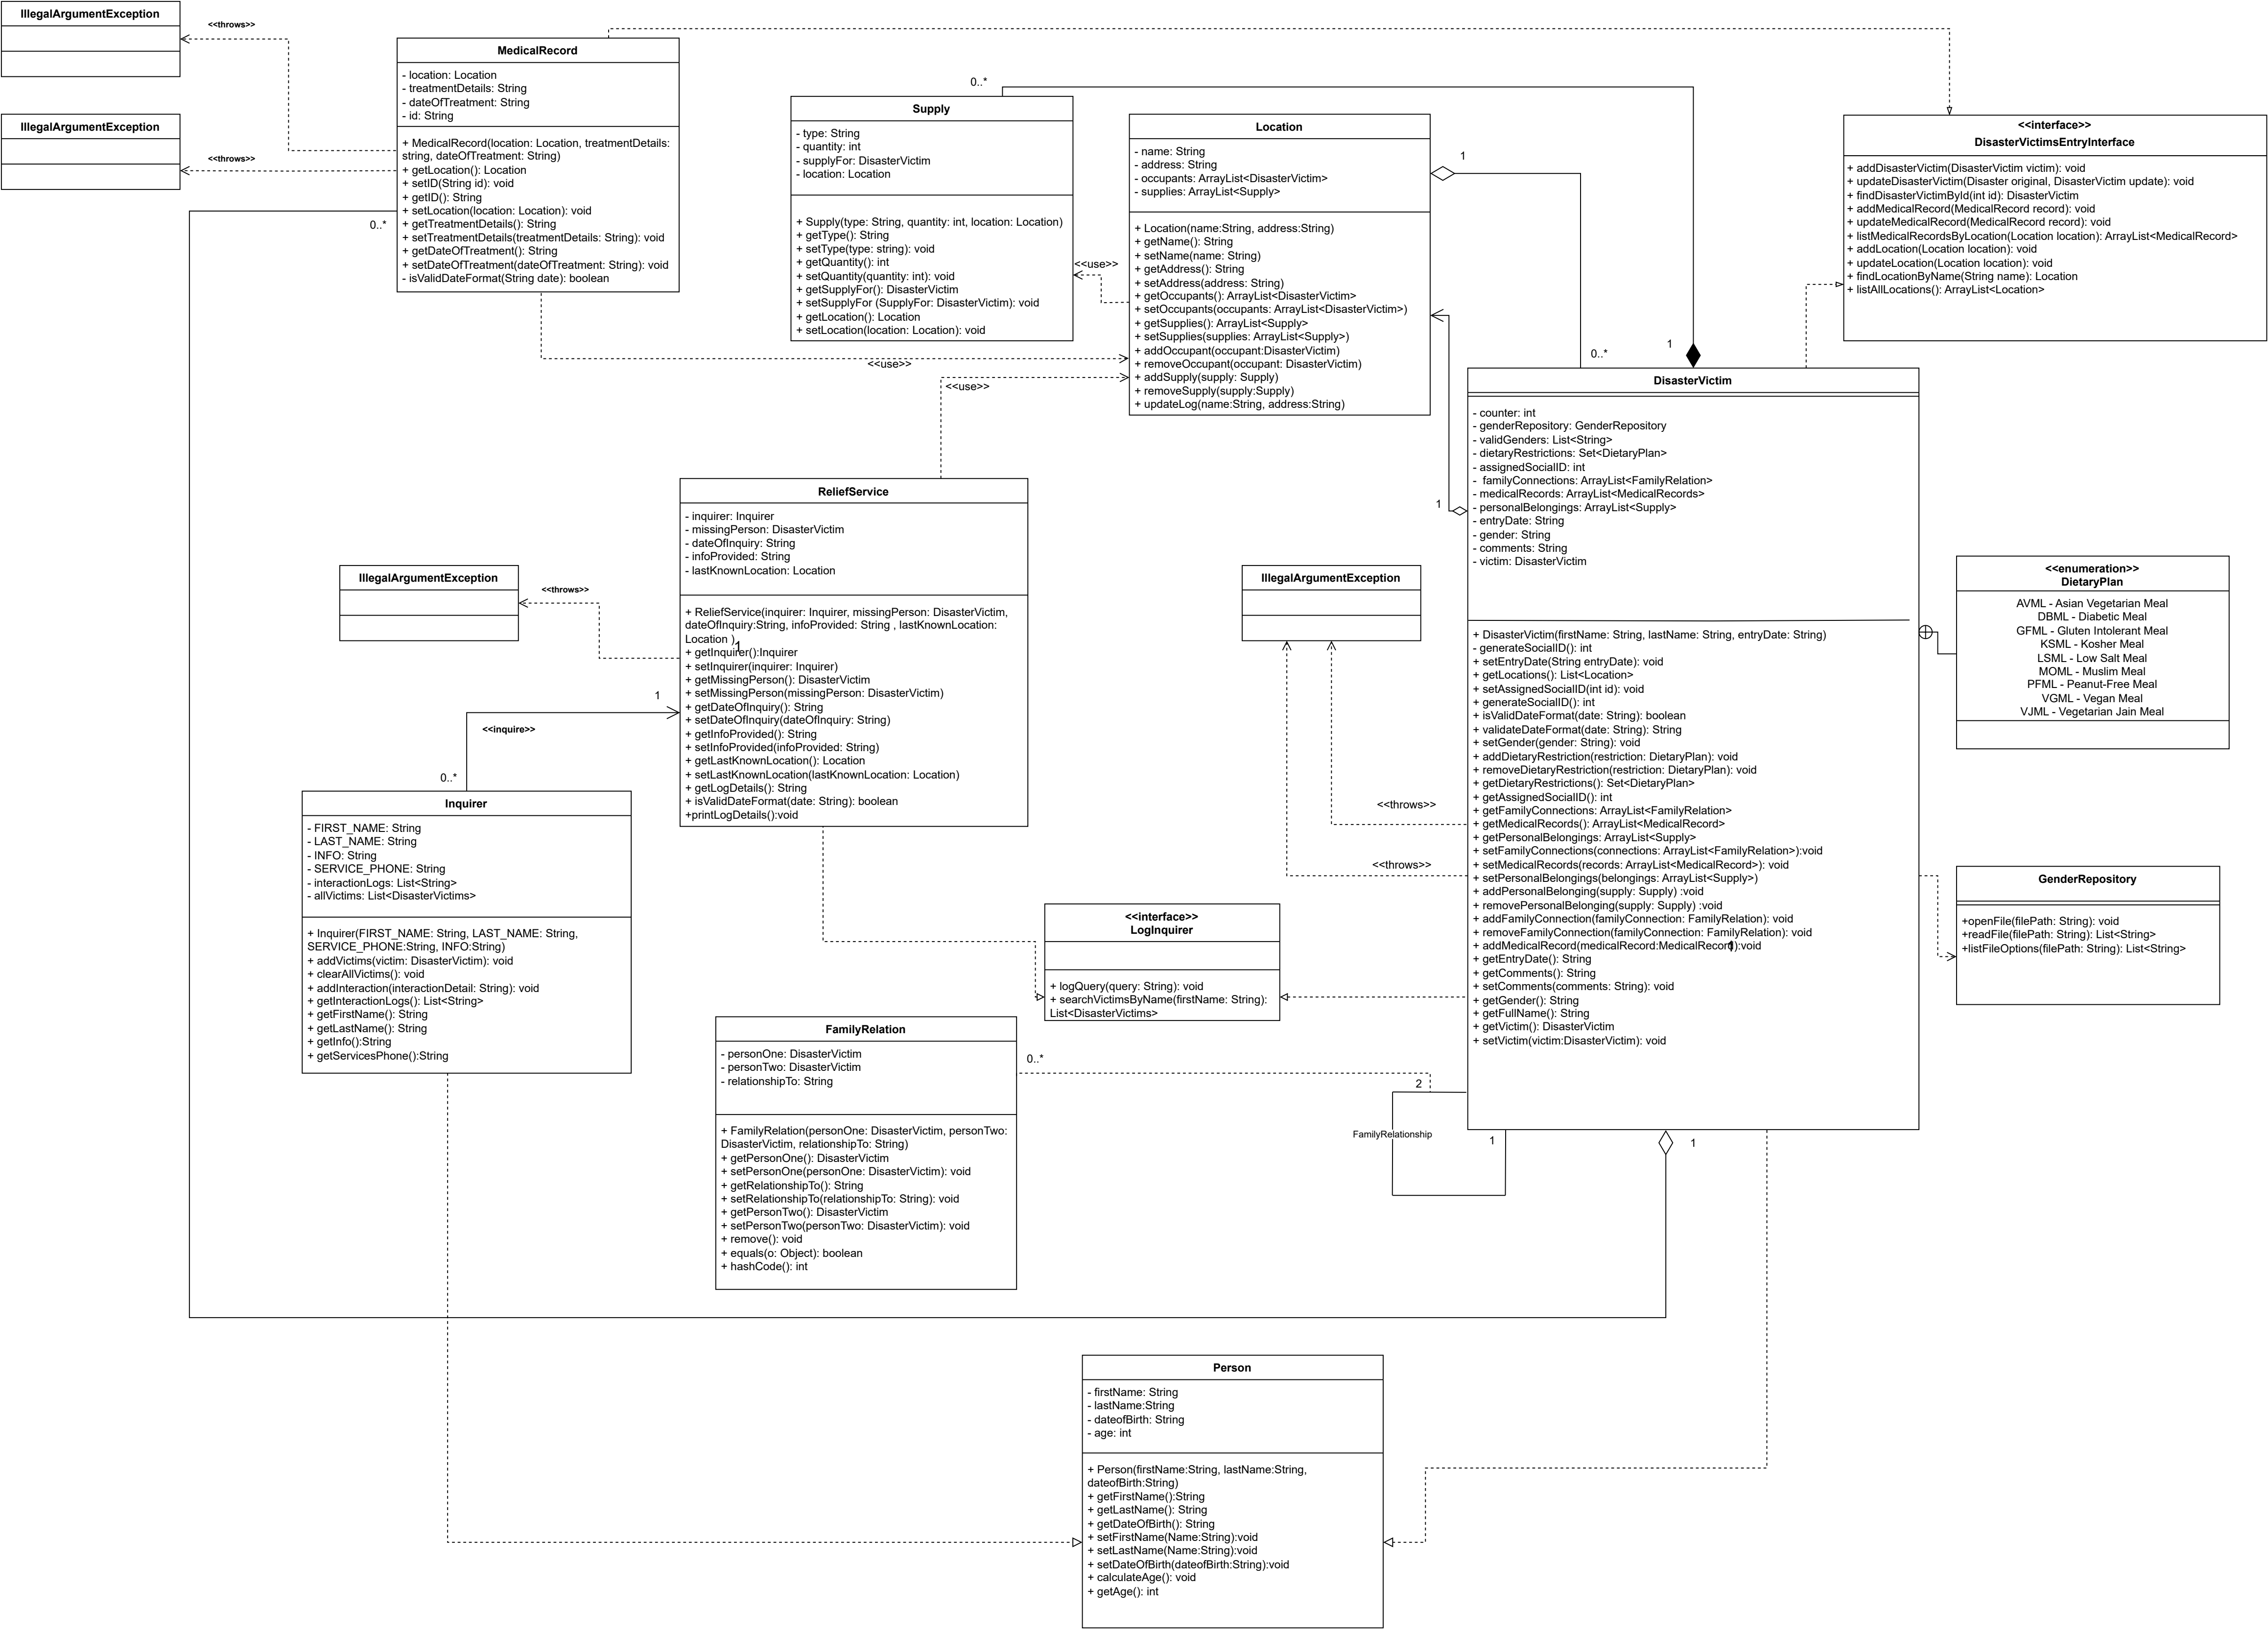 IllegalArgumentException
<<throws>>
IllegalArgumentException
<<throws>>
MedicalRecord
- location: Location
- treatmentDetails: String
- dateOfTreatment: String
- id: String
+ MedicalRecord(location: Location, treatmentDetails:
string, dateOfTreatment: String)
+ getLocation(): Location
+ setID(String id): void
+ getID(): String
+ setLocation(location: Location): void
+ getTreatmentDetails(): String
+ setTreatmentDetails(treatmentDetails: String): void
+ getDateOfTreatment(): String
+ setDateOfTreatment(dateOfTreatment: String): void
- isValidDateFormat(String date): boolean
0..*
0..*
Supply
- type: String
- quantity: int
- supplyFor: DisasterVictim
- location: Location
+ Supply(type: String, quantity: int, location: Location)
+ getType(): String
+ setType(type: string): void
+ getQuantity(): int
+ setQuantity(quantity: int): void
+ getSupplyFor(): DisasterVictim
+ setSupplyFor (SupplyFor: DisasterVictim): void
+ getLocation(): Location
+ setLocation(location: Location): void
<<use>>
<<use>>
<<use>>
Location
- name: String
- address: String
- occupants: ArrayList<DisasterVictim>
- supplies: ArrayList<Supply>
+ Location(name:String, address:String)
+ getName(): String
+ setName(name: String)
+ getAddress(): String
+ setAddress(address: String)
+ getOccupants(): ArrayList<DisasterVictim>
+ setOccupants(occupants: ArrayList<DisasterVictim>)
+ getSupplies(): ArrayList<Supply>
+ setSupplies(supplies: ArrayList<Supply>)
+ addOccupant(occupant:DisasterVictim)
+ removeOccupant(occupant: DisasterVictim)
+ addSupply(supply: Supply)
+ removeSupply(supply:Supply)
+ updateLog(name:String, address:String)
1
0..*
1
1
<<interface>>
DisasterVictimsEntryInterface
+ addDisasterVictim(DisasterVictim victim): void
+ updateDisasterVictim(Disaster original, DisasterVictim update): void
+ findDisasterVictimById(int id): DisasterVictim
+ addMedicalRecord(MedicalRecord record): void
+ updateMedicalRecord(MedicalRecord record): void
+ listMedicalRecordsByLocation(Location location): ArrayList<MedicalRecord>
+ addLocation(Location location): void
+ updateLocation(Location location): void
+ findLocationByName(String name): Location
+ listAllLocations(): ArrayList<Location>
DisasterVictim
- counter: int
- genderRepository: GenderRepository
- validGenders: List<String>
- dietaryRestrictions: Set<DietaryPlan>
- assignedSocialID: int
-  familyConnections: ArrayList<FamilyRelation>
- medicalRecords: ArrayList<MedicalRecords>
- personalBelongings: ArrayList<Supply>
- entryDate: String
- gender: String
- comments: String
- victim: DisasterVictim
+ DisasterVictim(firstName: String, lastName: String, entryDate: String)
- generateSocialID(): int
+ setEntryDate(String entryDate): void
+ getLocations(): List<Location>
+ setAssignedSocialID(int id): void
+ generateSocialID(): int
+ isValidDateFormat(date: String): boolean
+ validateDateFormat(date: String): String
+ setGender(gender: String): void
+ addDietaryRestriction(restriction: DietaryPlan): void
+ removeDietaryRestriction(restriction: DietaryPlan): void
+ getDietaryRestrictions(): Set<DietaryPlan>
+ getAssignedSocialID(): int
+ getFamilyConnections: ArrayList<FamilyRelation>
+ getMedicalRecords(): ArrayList<MedicalRecord>
+ getPersonalBelongings: ArrayList<Supply>
+ setFamilyConnections(connections: ArrayList<FamilyRelation>):void
+ setMedicalRecords(records: ArrayList<MedicalRecord>): void
+ setPersonalBelongings(belongings: ArrayList<Supply>)
+ addPersonalBelonging(supply: Supply) :void
+ removePersonalBelonging(supply: Supply) :void
+ addFamilyConnection(familyConnection: FamilyRelation): void
+ removeFamilyConnection(familyConnection: FamilyRelation): void
+ addMedicalRecord(medicalRecord:MedicalRecord):void
1
+ getEntryDate(): String
+ getComments(): String
+ setComments(comments: String): void
+ getGender(): String
+ getFullName(): String
+ getVictim(): DisasterVictim
+ setVictim(victim:DisasterVictim): void
<<enumeration>>
DietaryPlan
AVML - Asian Vegetarian Meal
DBML - Diabetic Meal
GFML - Gluten Intolerant Meal
KSML - Kosher Meal
LSML - Low Salt Meal
MOML - Muslim Meal
PFML - Peanut-Free Meal
VGML - Vegan Meal
VJML - Vegetarian Jain Meal
GenderRepository
+openFile(filePath: String): void
+readFile(filePath: String): List<String>
+listFileOptions(filePath: String): List<String>
ReliefService
- inquirer: Inquirer
- missingPerson: DisasterVictim
- dateOfInquiry: String
- infoProvided: String
- lastKnownLocation: Location
+ ReliefService(inquirer: Inquirer, missingPerson: DisasterVictim,
dateOfInquiry:String, infoProvided: String , lastKnownLocation:
Location )
1
+ getInquirer():Inquirer
+ setInquirer(inquirer: Inquirer)
+ getMissingPerson(): DisasterVictim
+ setMissingPerson(missingPerson: DisasterVictim)
+ getDateOfInquiry(): String
+ setDateOfInquiry(dateOfInquiry: String)
+ getInfoProvided(): String
+ setInfoProvided(infoProvided: String)
+ getLastKnownLocation(): Location
+ setLastKnownLocation(lastKnownLocation: Location)
+ getLogDetails(): String
+ isValidDateFormat(date: String): boolean
+printLogDetails():void
IllegalArgumentException
<<throws>>
1
<<inquire>>
0..*
IllegalArgumentException
<<throws>>
<<throws>>
Inquirer
- FIRST_NAME: String
- LAST_NAME: String
- INFO: String
- SERVICE_PHONE: String
- interactionLogs: List<String>
- allVictims: List<DisasterVictims>
+ Inquirer(FIRST_NAME: String, LAST_NAME: String,
SERVICE_PHONE:String, INFO:String)
+ addVictims(victim: DisasterVictim): void
+ clearAllVictims(): void
+ addInteraction(interactionDetail: String): void
+ getInteractionLogs(): List<String>
+ getFirstName(): String
+ getLastName(): String
+ getInfo():String
+ getServicesPhone():String
<<interface>>
LogInquirer
+ logQuery(query: String): void
+ searchVictimsByName(firstName: String):
List<DisasterVictims>
FamilyRelation
- personOne: DisasterVictim
- personTwo: DisasterVictim
- relationshipTo: String
+ FamilyRelation(personOne: DisasterVictim, personTwo:
DisasterVictim, relationshipTo: String)
+ getPersonOne(): DisasterVictim
+ setPersonOne(personOne: DisasterVictim): void
+ getRelationshipTo(): String
+ setRelationshipTo(relationshipTo: String): void
+ getPersonTwo(): DisasterVictim
+ setPersonTwo(personTwo: DisasterVictim): void
+ remove(): void
+ equals(o: Object): boolean
+ hashCode(): int
0..*
2
FamilyRelationship
1
1
Person
- firstName: String
- lastName:String
- dateofBirth: String
- age: int
+ Person(firstName:String, lastName:String,
dateofBirth:String)
+ getFirstName():String
+ getLastName(): String
+ getDateOfBirth(): String
+ setFirstName(Name:String):void
+ setLastName(Name:String):void
+ setDateOfBirth(dateofBirth:String):void
+ calculateAge(): void
+ getAge(): int